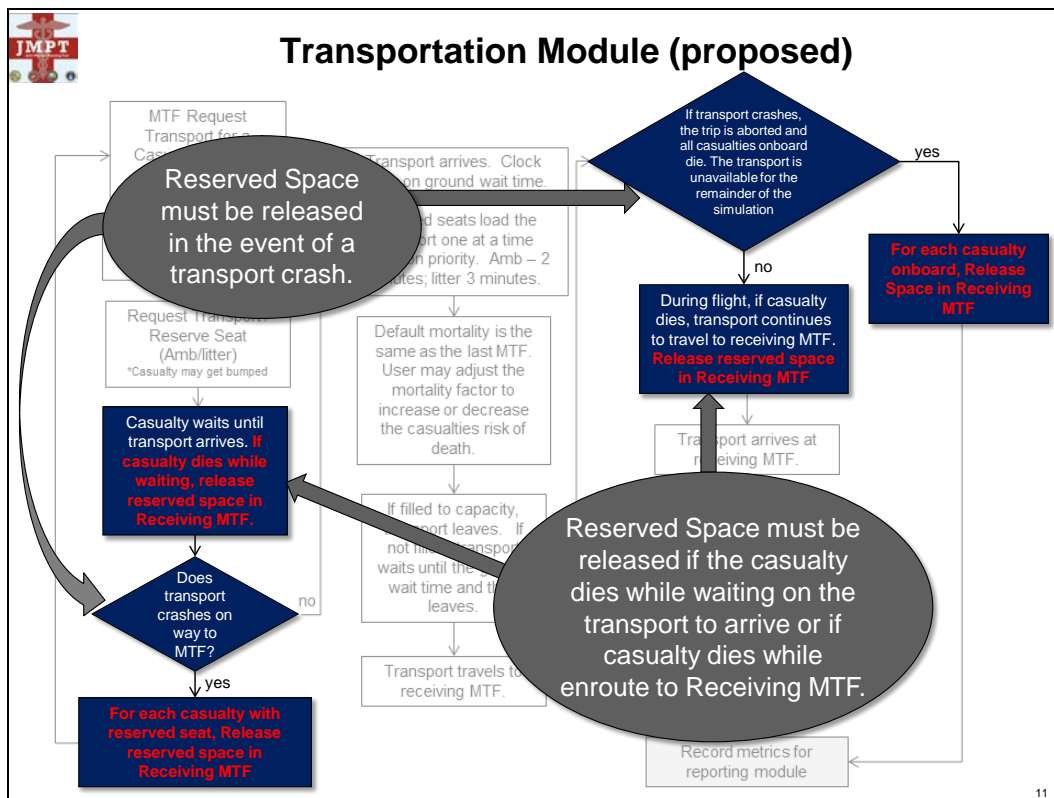 JMPT
Transportation Module (proposed)
MTF Request
Transport for a
Reserved Space
must be released
in the event of a
transport crash.
Request Transport?
Reserve Seat
(Amb/litter)
*Casualty may get bumped
Casualty waits until
transport arrives. If
casualty dies while
waiting, release
reserved space in
Receiving MTF.
Does
transport
crashes on
way to
MTF?
no
yes
For each casualty with
reserved seat, Release
reserved space in
Receiving MTF
Transport arrives. Clock
on ground wait time.
seats load the
one at a time
priority. Amb – 2
litter 3 minutes.
Default mortality is the
same as the last MTF.
User may adjust the
mortality factor to
increase or decrease
the casualties risk of
death.
If filled to capacity,
transport leaves. If
not filled, transport
waits until the
wait time and
leaves.
Transport travels to
receiving MTF.
If transport crashes,
the trip is aborted and
all casualties onboard
die. The transport is
unavailable for the
remainder of the
simulation
yes
For each casualty
onboard, Release
Space in Receiving
MTF
no
During flight, if casualty
dies, transport continues
to travel to receiving MTF.
Release reserved space
in Receiving MTF
Transport arrives at
receiving MTF.
Reserved Space must be
released if the casualty
dies while waiting on the
transport to arrive or if
casualty dies while
enroute to Receiving MTF.
Record metrics for
reporting module
11